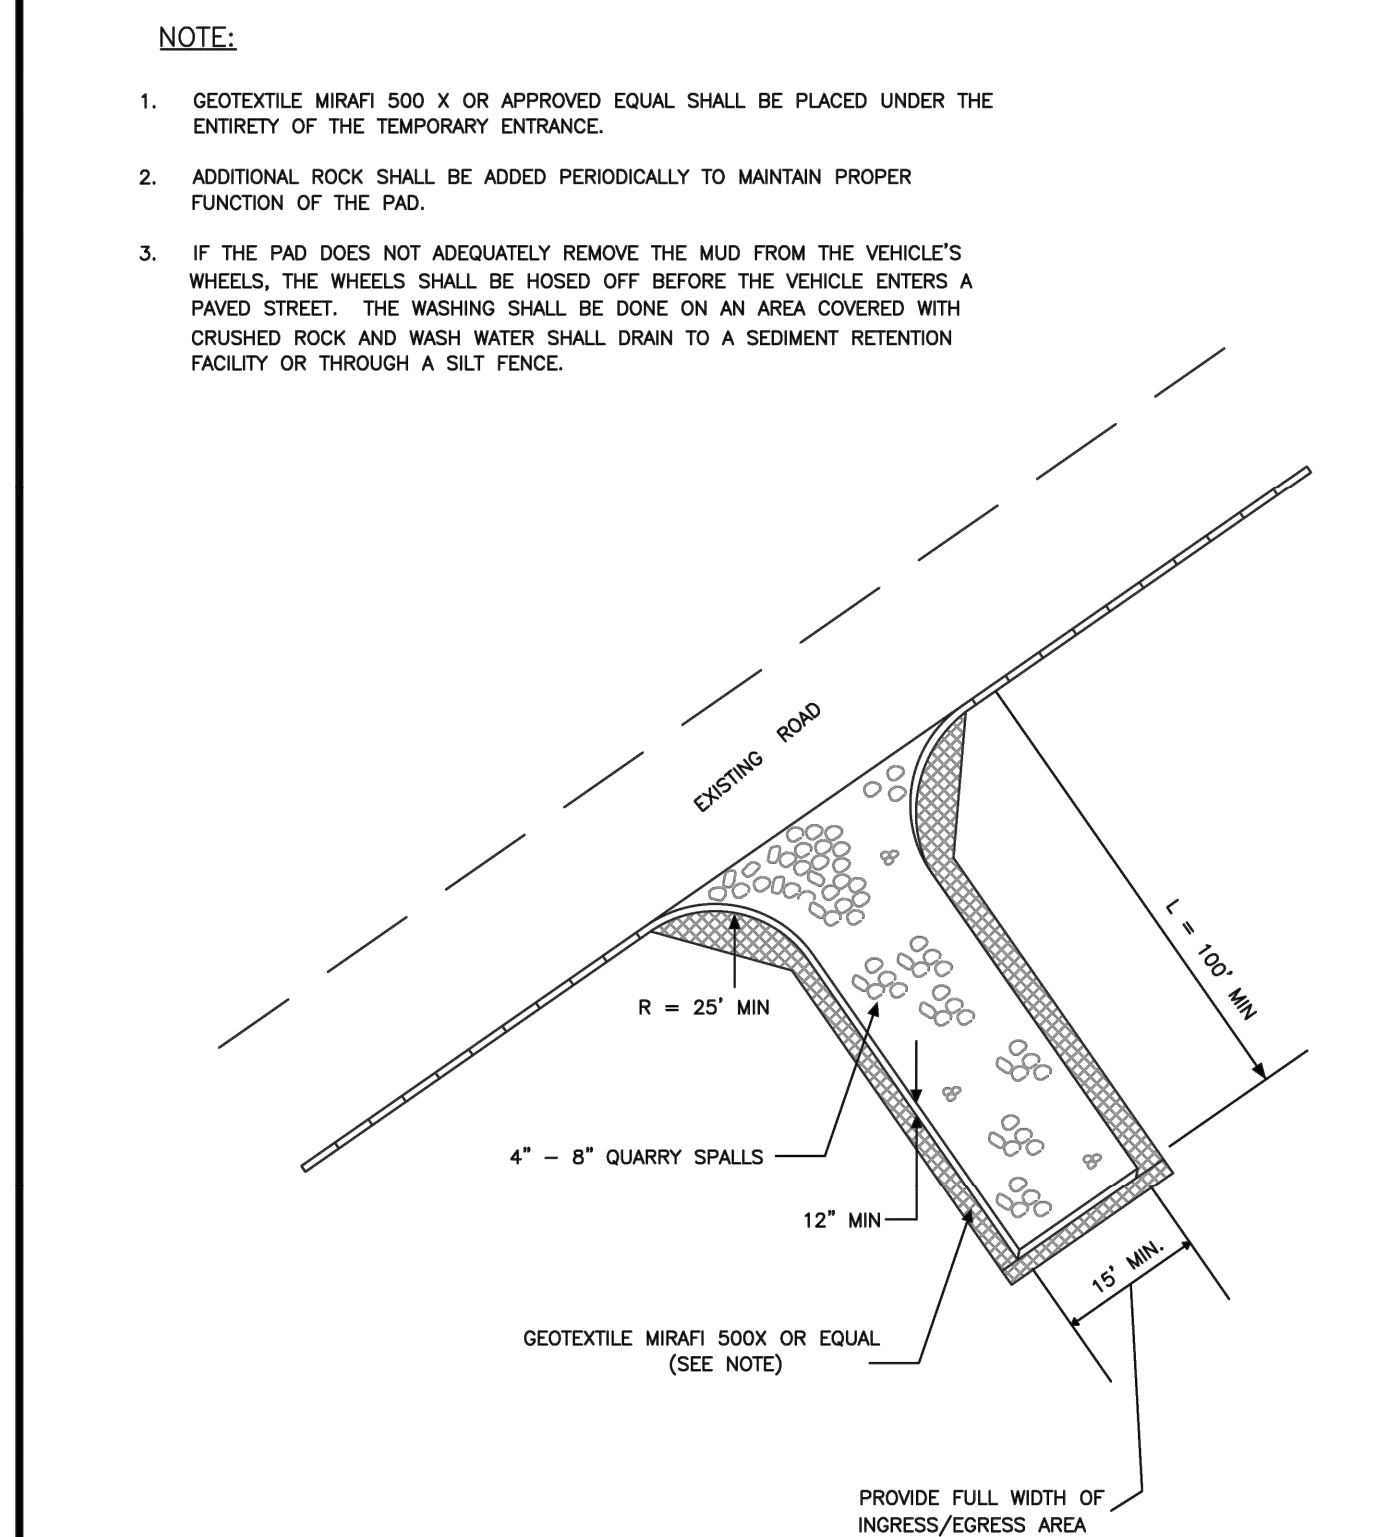 NOTE:
1. GEOTEXTILE MIRAFI 500 X OR APPROVED EQUAL SHALL BE PLACED UNDER THE
ENTIRETY OF THE TEMPORARY ENTRANCE.
2. ADDITIONAL ROCK SHALL BE ADDED PERIODICALLY TO MAINTAIN PROPER
FUNCTION OF THE PAD.
3. IF THE PAD DOES NOT ADEQUATELY REMOVE THE MUD FROM THE VEHICLE'S
WHEELS, THE WHEELS SHALL BE HOSED OFF BEFORE THE VEHICLE ENTERS A
PAVED STREET. THE WASHING SHALL BE DONE ON AN AREA COVERED WITH
CRUSHED ROCK AND WASH WATER SHALL DRAIN TO A SEDIMENT RETENTION
FACILITY OR THROUGH A SILT FENCE.
EXISTING ROAD
L = 100' MIN
R = 25' MIN
4" – 8" QUARRY SPALLS
12" MIN
15' MIN.
GEOTEXTILE MIRAFI 500X OR EQUAL
(SEE NOTE)
PROVIDE FULL WIDTH OF
INGRESS/EGRESS AREA